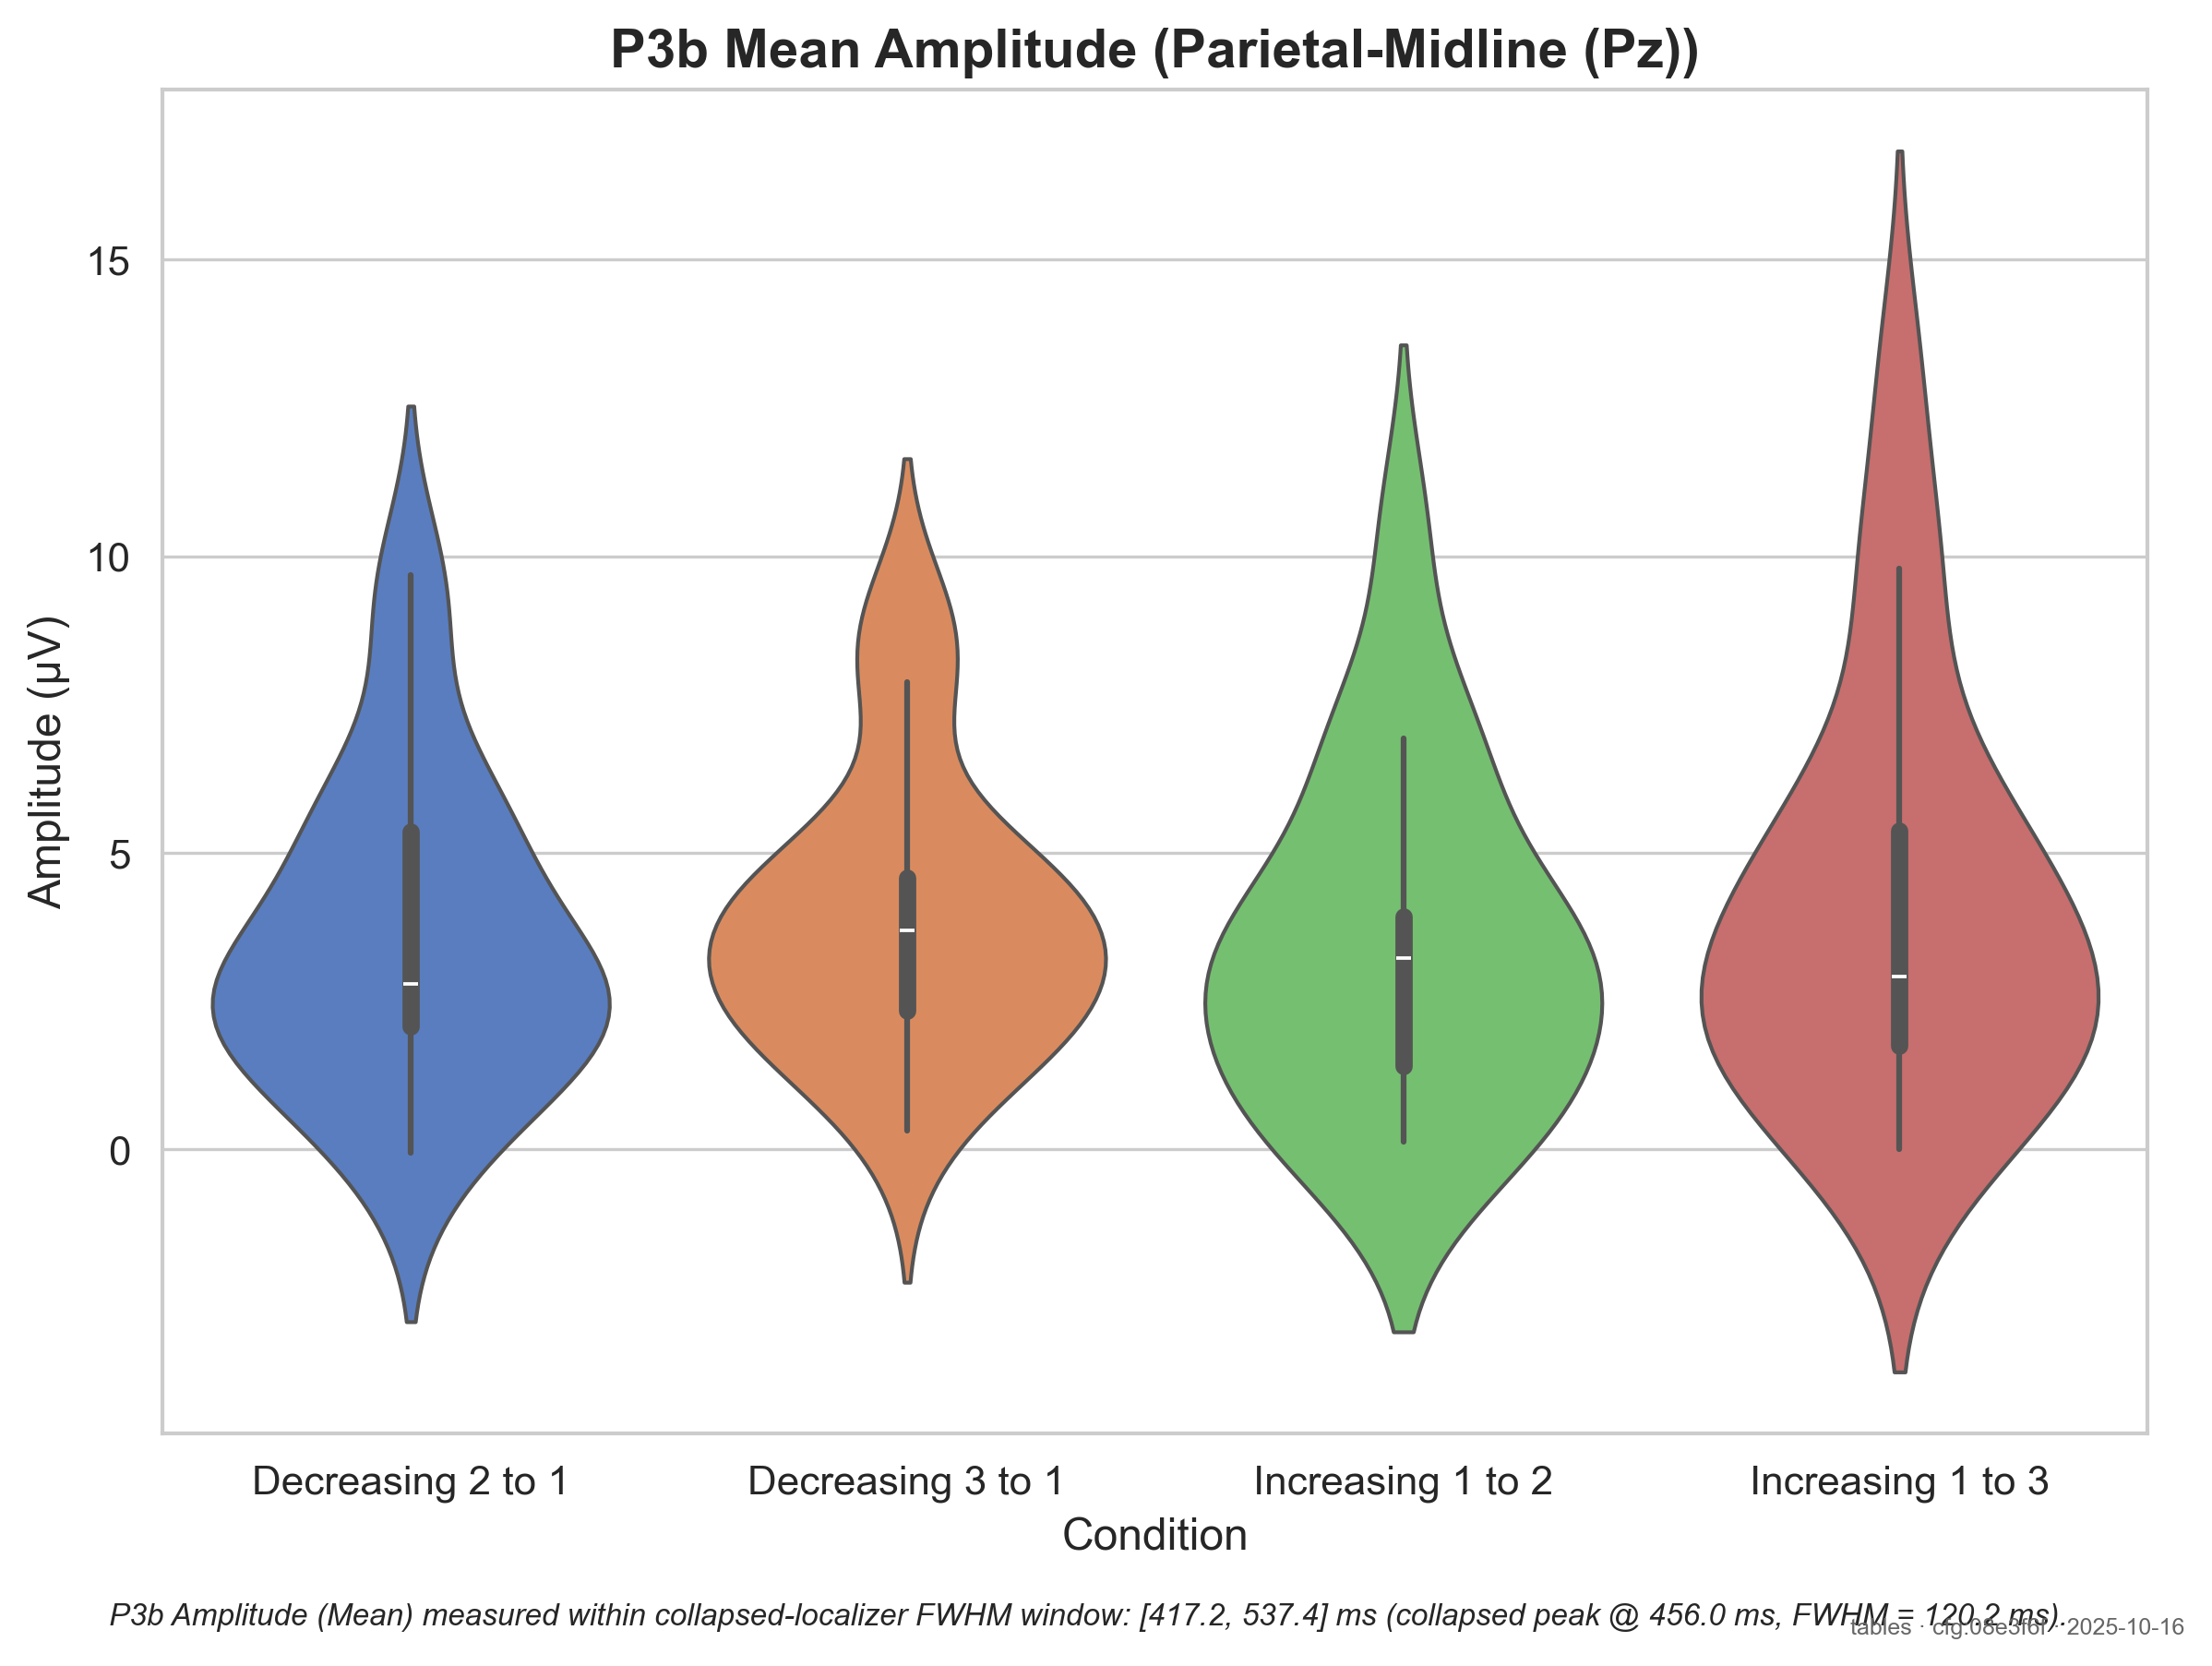 P3b Mean Amplitude (Parietal-Midline (Pz))
Amplitude (µV)
15
10
5
0
Decreasing 2 to 1
Decreasing 3 to 1
Increasing 1 to 2
Increasing 1 to 3
Condition
P3b Amplitude (Mean) measured within collapsed-localizer FWHM window: [417.2, 537.4] ms (collapsed peak @ 456.0 ms, FWHM = 120.2 ms).
tables · cfg.08e3f6f · 2025-10-16